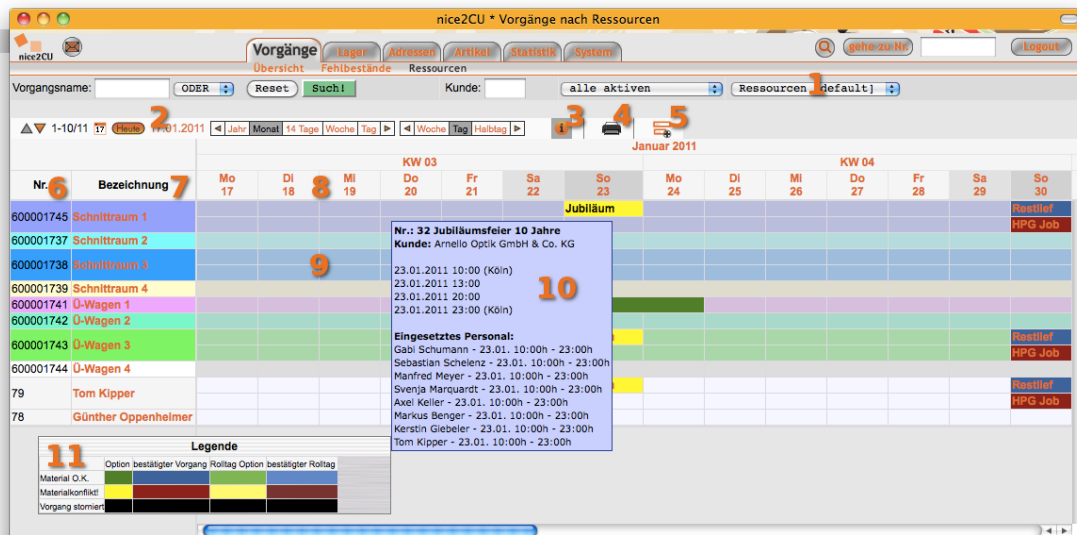 nice2CU * Vorgänge nach Ressourcen
nice2CU
Vorgänge Lager Adressen Artikel Statistik System gehe zu Nr. Logout
Übersicht Fehlbestände Ressourcen
Vorgangsname: ODER Reset Such! Kunde: alle aktiven Ressourcen default]
1
1-10/11 17 Heute 17.01.2011 Jahr Monat 14 Tage Woche Tag Woche Tag Halbtag i
2 3 4 5
Januar 2011
KW 03 KW 04
Nr. 6 Bezeichnung 7 Mo Di Mi Do Fr Sa So Mo Di Mi Do Fr Sa So
17 18 8 19 20 21 22 23 24 25 26 27 28 29 30
600001745 Schnittraum 1 Jubiläum Restlief
HPG Job
600001737 Schnittraum 2
600001738 Schnittraum 3 9
600001739 Schnittraum 4
600001741 Ü-Wagen 1
600001742 Ü-Wagen 2
600001743 Ü-Wagen 3 Restlief
HPG Job
600001744 Ü-Wagen 4
79 Tom Kipper Restlief
HPG Job
78 Günther Oppenheimer
Nr.: 32 Jubiläumsfeier 10 Jahre
Kunde: Arnello Optik GmbH & Co. KG
23.01.2011 10:00 (Köln)
23.01.2011 13:00
23.01.2011 20:00
23.01.2011 23:00 (Köln)
10
Eingesetztes Personal:
Gabi Schumann - 23.01. 10:00h - 23:00h
Sebastian Schelenz - 23.01. 10:00h - 23:00h
Manfred Meyer - 23.01. 10:00h - 23:00h
Svenja Marquardt - 23.01. 10:00h - 23:00h
Axel Keller - 23.01. 10:00h - 23:00h
Markus Benger - 23.01. 10:00h - 23:00h
Kerstin Giebeler - 23.01. 10:00h - 23:00h
Tom Kipper - 23.01. 10:00h - 23:00h
11 Legende
Option bestätigter Vorgang Rolltag Option bestätigter Rolltag
Material O.K.
Materialkonflikt!
Vorgang storniert